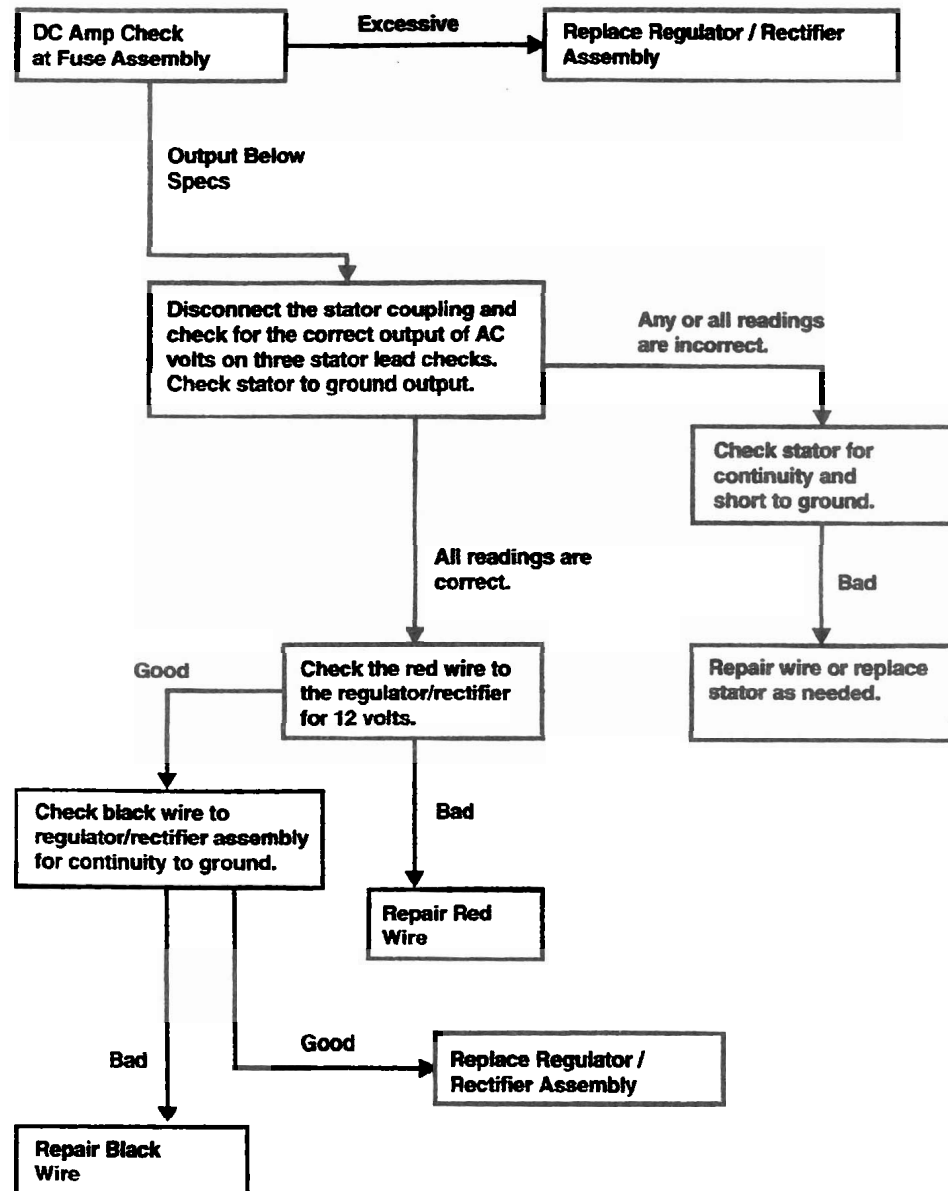 DC Amp Check
at Fuse Assembly
Excessive
Replace Regulator / Rectifier
Assembly
Output Below
Specs
Disconnect the stator coupling and
check for the correct output of AC
volts on three stator lead checks.
Check stator to ground output.
Any or all readings
are incorrect.
Check stator for
continuity and
short to ground.
All readings are
correct.
Bad
Good
Check the red wire to
the regulator/rectifier
for 12 volts.
Repair wire or replace
stator as needed.
Check black wire to
regulator/rectifier assembly
for continuity to ground.
Bad
Repair Red
Wire
Bad
Good
Replace Regulator /
Rectifier Assembly
Repair Black
Wire